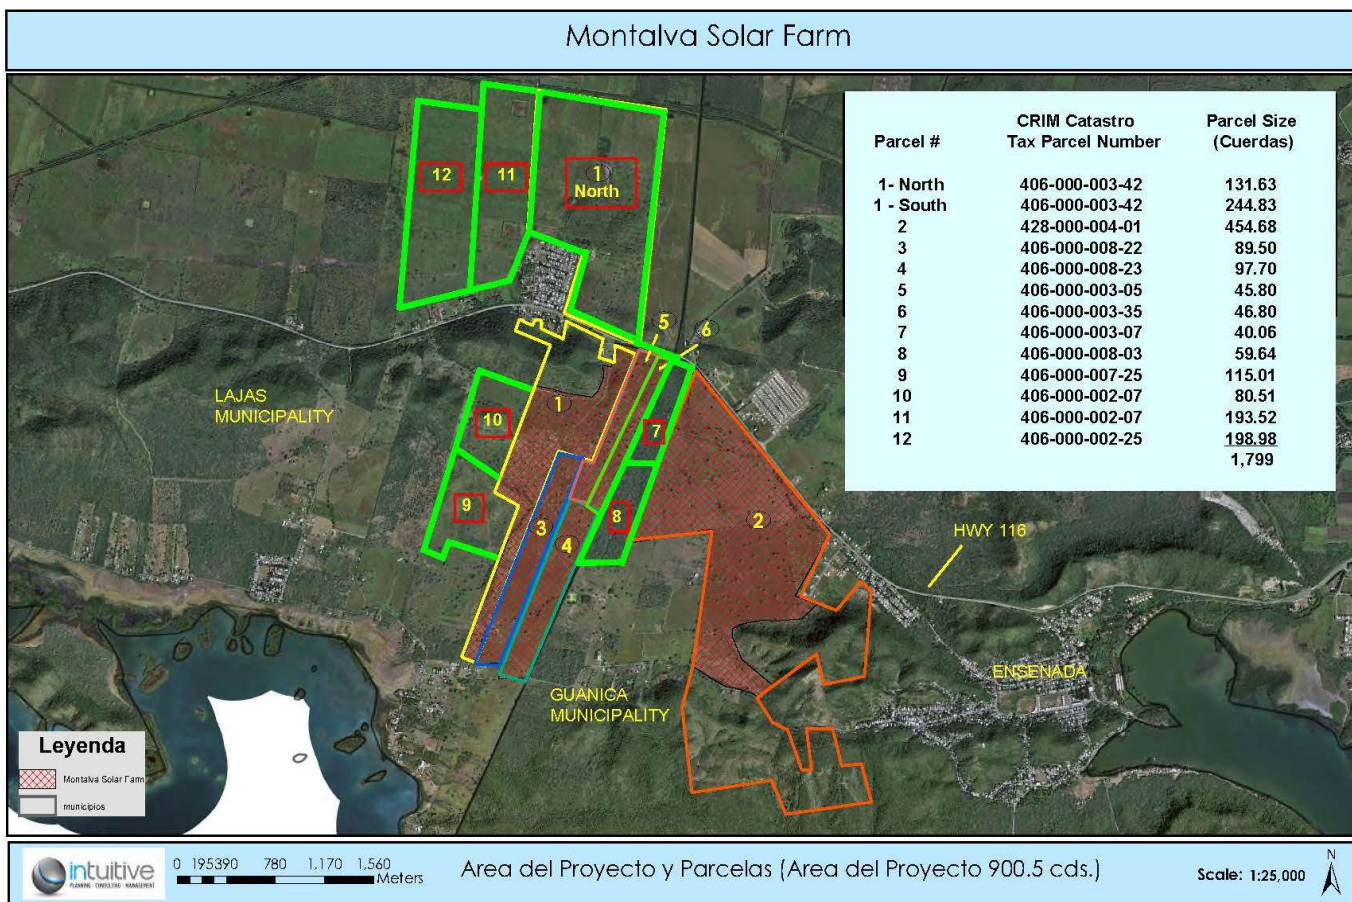 Montalva Solar Farm
Parcel # CRIM Catastro Tax Parcel Number Parcel Size (Cuerdas)
1- North 406-000-003-42 131.63
1 - South 406-000-003-42 244.83
2 428-000-004-01 454.68
3 406-000-008-22 89.50
4 406-000-008-23 97.70
5 406-000-003-05 45.80
6 406-000-003-35 46.80
7 406-000-003-07 40.06
8 406-000-008-03 59.64
9 406-000-007-25 115.01
10 406-000-002-07 80.51
11 406-000-002-07 193.52
12 406-000-002-25 198.98
1,799
12
11
1
North
5
6
1
10
7
9
3
4
8
2
LAJAS
MUNICIPALITY
HWY 116
ENSENADA
GUANICA
MUNICIPALITY
Leyenda
Montalva Solar Farm
municipios
intuitive
PLANNING · CONSULTING · MANAGEMENT
0 195390 780 1,170 1,560
Meters
Area del Proyecto y Parcelas (Area del Proyecto 900.5 cds.)
Scale: 1:25,000
N